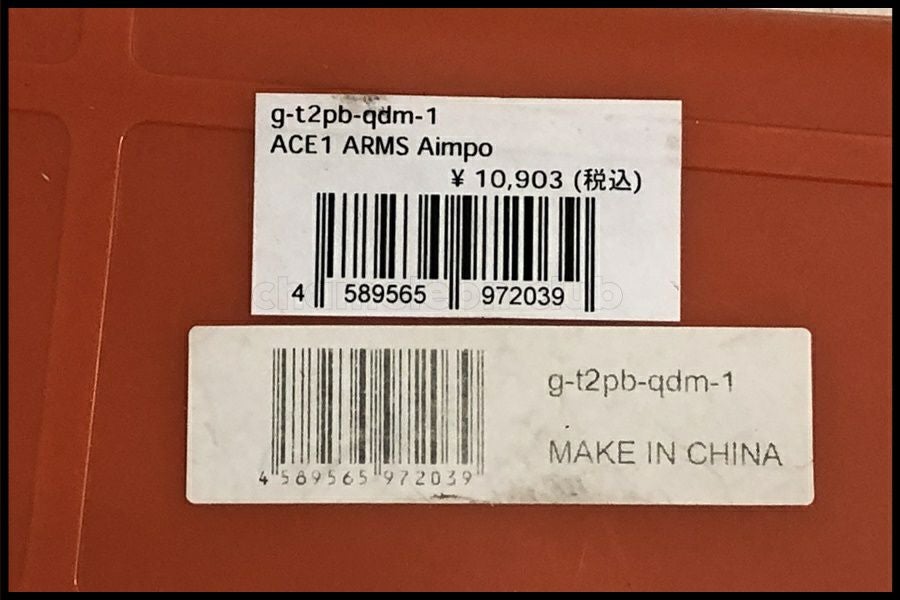 g-t2pb-qdm-1
ACE1 ARMS Aimpo
¥ 10,903 (税込)
4 589565 972039
g-t2pb-qdm-1
MAKE IN CHINA
4 589565 972039